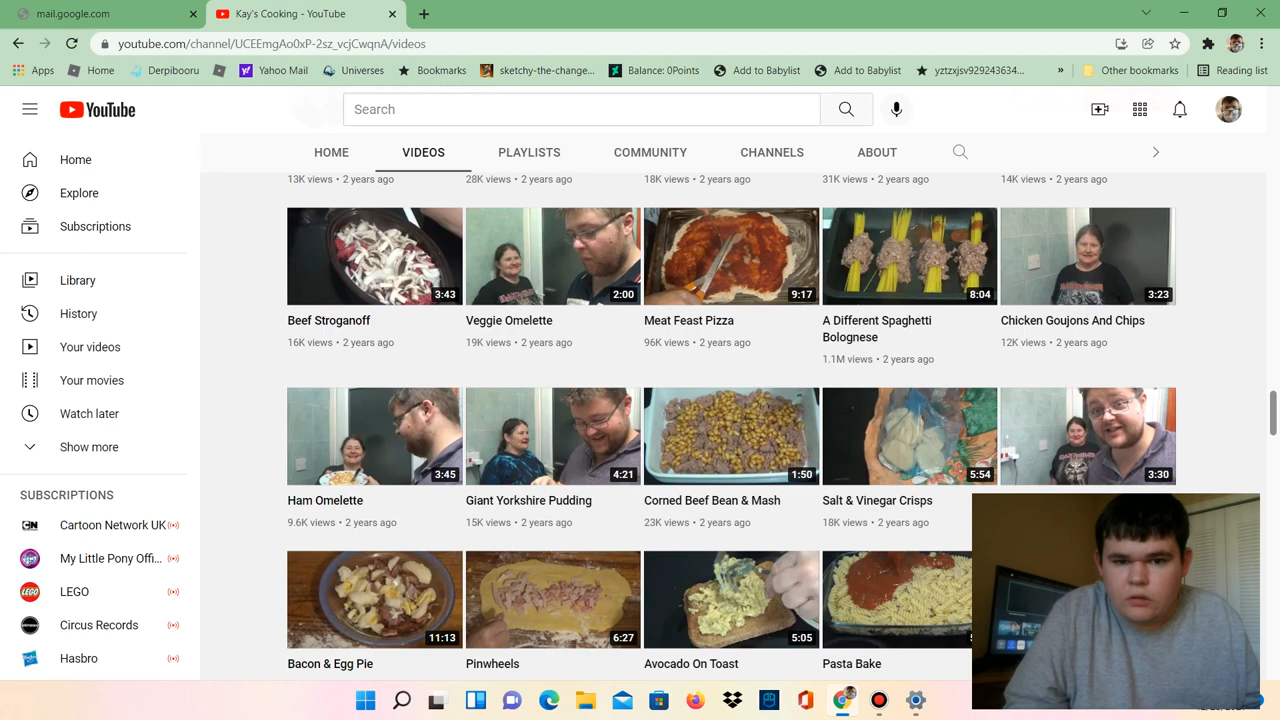 mail.google.com
Kay's Cooking - YouTube
youtube.com/channel/UCEEmgAo0xP-2sz_vcjCwqnA/videos
Apps Home Derpibooru Yahoo Mail Universes Bookmarks sketchy-the-change... Balance: 0Points Add to Babylist Add to Babylist yztzxjsv929243634... » Other bookmarks Reading list
YouTube
Search
HOME VIDEOS PLAYLISTS COMMUNITY CHANNELS ABOUT
Home
Explore
Subscriptions
Library
History
Your videos
Your movies
Watch later
Show more
SUBSCRIPTIONS
CN Cartoon Network UK
My Little Pony Offi...
LEGO LEGO
Circus Records
Hasbro
13K views • 2 years ago 28K views • 2 years ago 18K views • 2 years ago 31K views • 2 years ago 14K views • 2 years ago
3:43 2:00 9:17 8:04 3:23
Beef Stroganoff Veggie Omelette Meat Feast Pizza A Different Spaghetti Chicken Goujons And Chips
Bolognese
16K views • 2 years ago 19K views • 2 years ago 96K views • 2 years ago 1.1M views • 2 years ago 12K views • 2 years ago
3:45 4:21 1:50 5:54 3:30
Ham Omelette Giant Yorkshire Pudding Corned Beef Bean & Mash Salt & Vinegar Crisps
9.6K views • 2 years ago 15K views • 2 years ago 23K views • 2 years ago 18K views • 2 years ago
11:13 6:27 5:05
Bacon & Egg Pie Pinwheels Avocado On Toast Pasta Bake